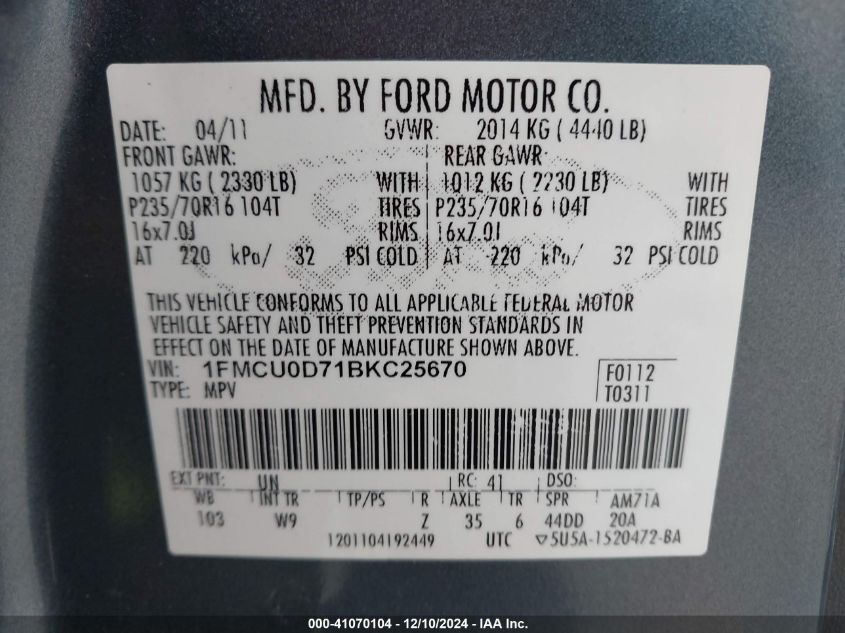 MFD. BY FORD MOTOR CO.
DATE: 04/11 GVWR: 2014 KG ( 4440 LB)
FRONT GAWR: REAR GAWR:
1057 KG ( 2330 LB) WITH 1012 KG ( 2230 LB) WITH
P235/70R16 104T TIRES P235/70R16 104T TIRES
16x7.0J RIMS 16x7.0J RIMS
AT 220 kPa/ 32 PSI COLD AT 220 kPa/ 32 PSI COLD
THIS VEHICLE CONFORMS TO ALL APPLICABLE FEDERAL MOTOR
VEHICLE SAFETY AND THEFT PREVENTION STANDARDS IN
EFFECT ON THE DATE OF MANUFACTURE SHOWN ABOVE.
VIN: 1FMCU0D71BKC25670 F0112
TYPE: MPV T0311
EXT PNT: UN RC: 41 DSO:
WB INT TR TP/PS R AXLE TR SPR AM71A
103 W9 Z 35 6 44DD 20A
1201104192449 UTC ▽5U5A-1520472-BA
000-41070104 — 12/10/2024 — IAA Inc.